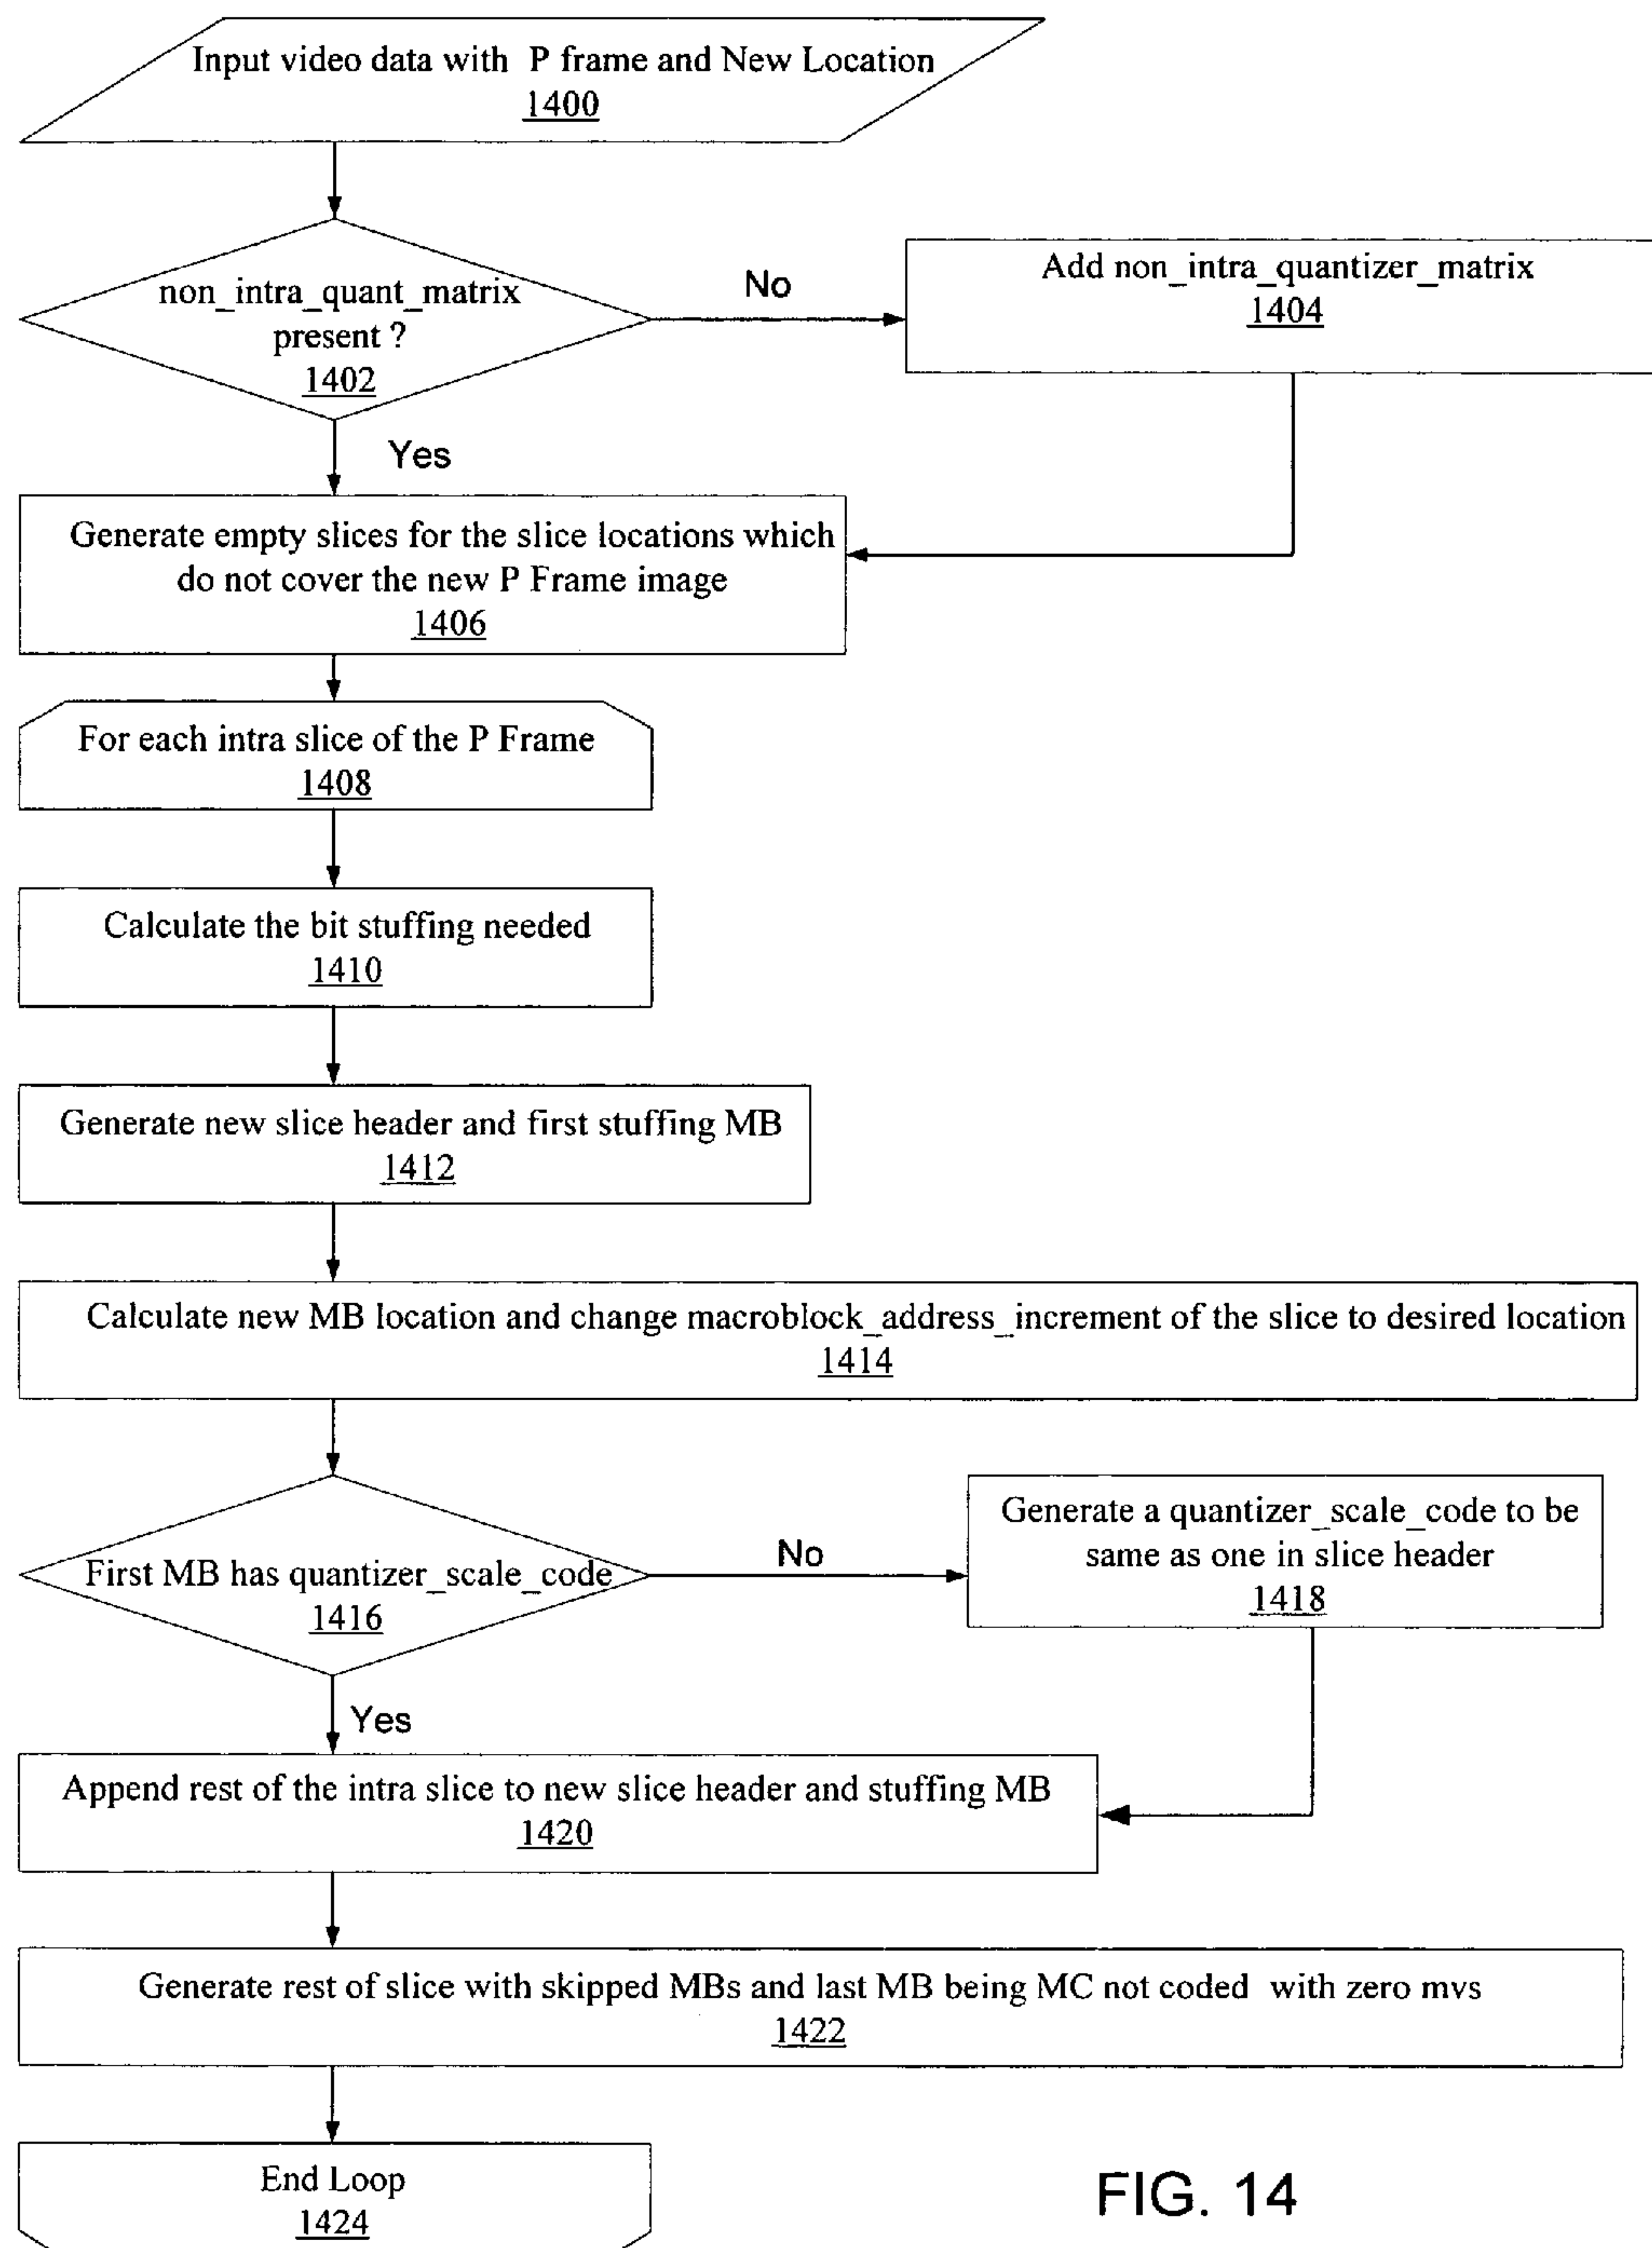 Input video data with P frame and New Location
1400
non_intra_quant_matrix
present ?
1402
No
Add non_intra_quantizer_matrix
1404
Yes
Generate empty slices for the slice locations which
do not cover the new P Frame image
1406
For each intra slice of the P Frame
1408
Calculate the bit stuffing needed
1410
Generate new slice header and first stuffing MB
1412
Calculate new MB location and change macroblock_address_increment of the slice to desired location
1414
First MB has quantizer_scale_code
1416
No
Generate a quantizer_scale_code to be
same as one in slice header
1418
Yes
Append rest of the intra slice to new slice header and stuffing MB
1420
Generate rest of slice with skipped MBs and last MB being MC not coded with zero mvs
1422
End Loop
1424
FIG. 14